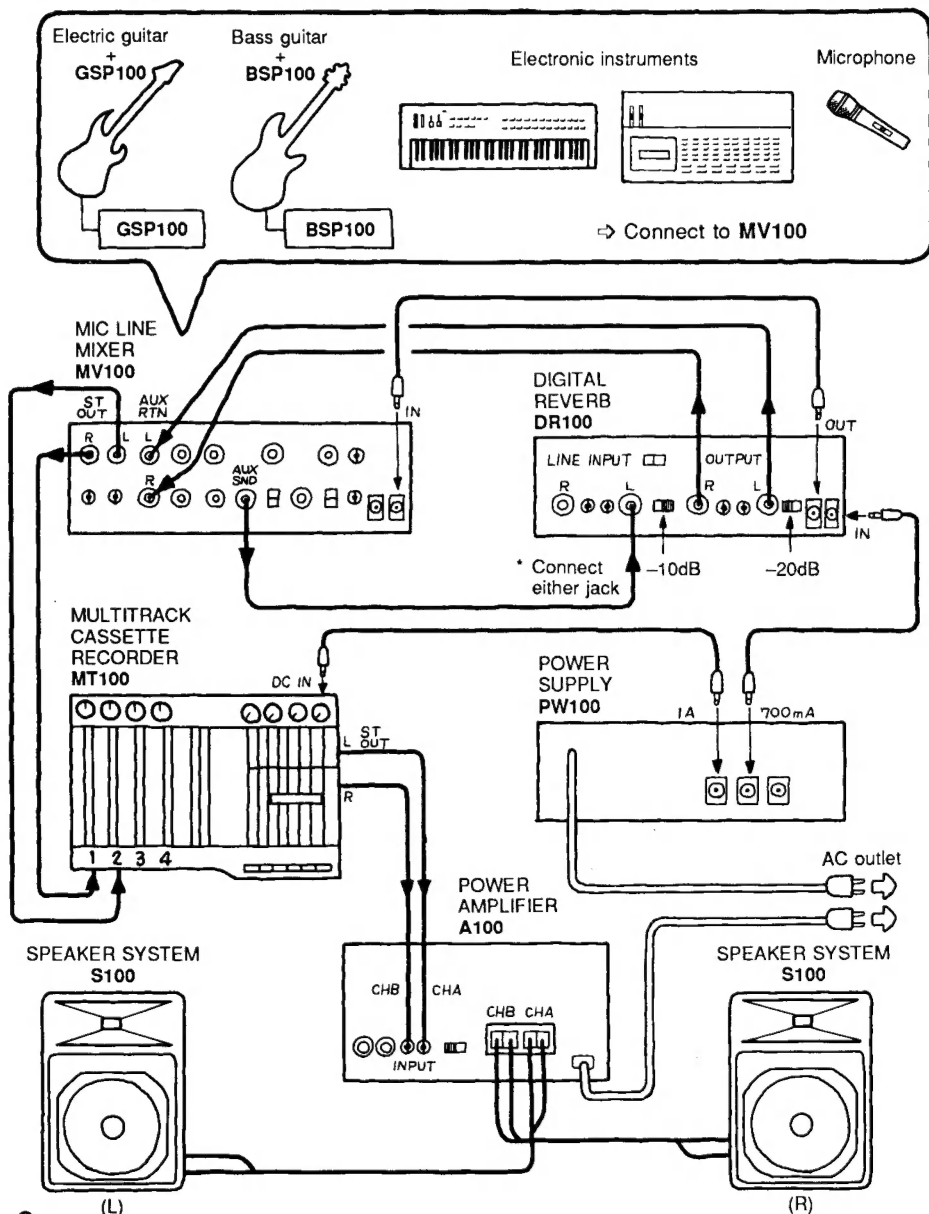 Electric guitar
+
GSP100
Bass guitar
+
BSP100
Electronic instruments
Microphone
GSP100
BSP100
⇨ Connect to MV100
MIC LINE
MIXER
MV100
ST
OUT
AUX
RTN
IN
R
L
L
R
AUX
SND
DIGITAL
REVERB
DR100
OUT
LINE INPUT
OUTPUT
R
L
R
L
IN
* Connect
either jack
–10dB
–20dB
MULTITRACK
CASSETTE
RECORDER
MT100
DC IN
L
ST
OUT
R
1 2 3 4
POWER
SUPPLY
PW100
1A
700mA
AC outlet
POWER
AMPLIFIER
A100
CHB
CHA
INPUT
CHB CHA
SPEAKER SYSTEM
S100
SPEAKER SYSTEM
S100
(L)
(R)